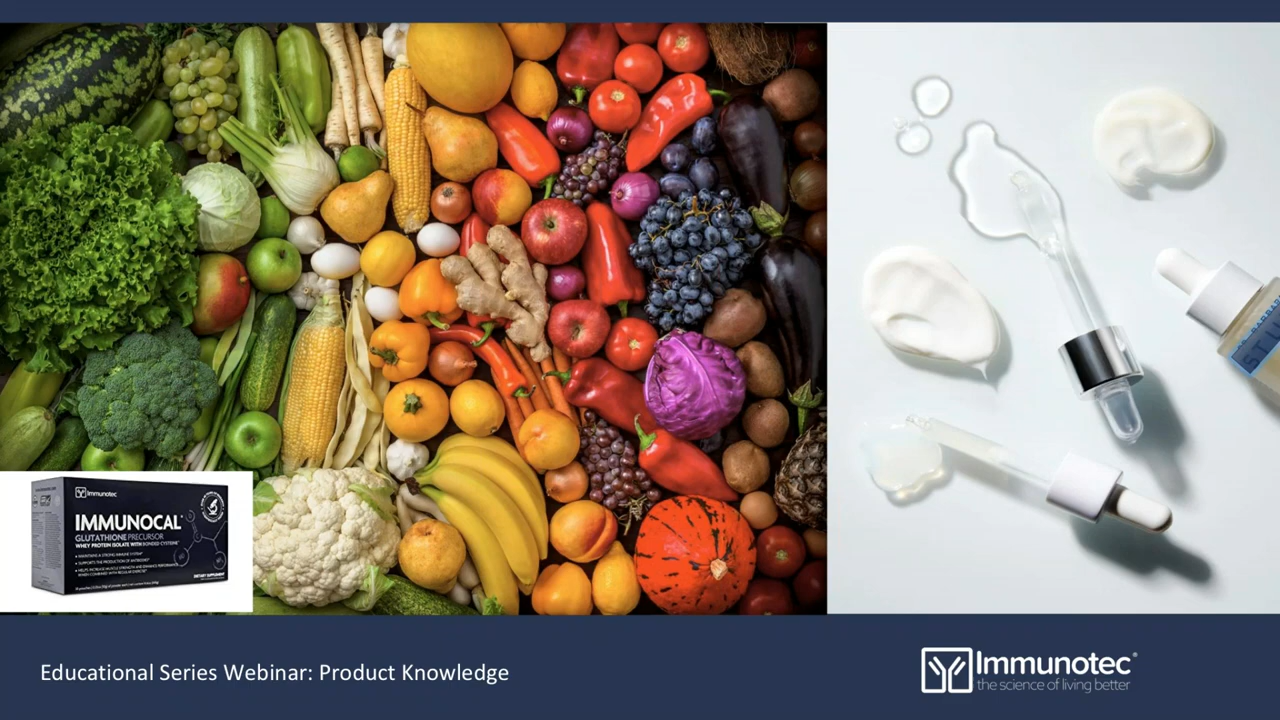 Immunotec
IMMUNOCAL®
GLUTATHIONE PRECURSOR
WHEY PROTEIN ISOLATE WITH BONDED CYSTEINE™
DIETARY SUPPLEMENT
Educational Series Webinar: Product Knowledge
Immunotec®
the science of living better